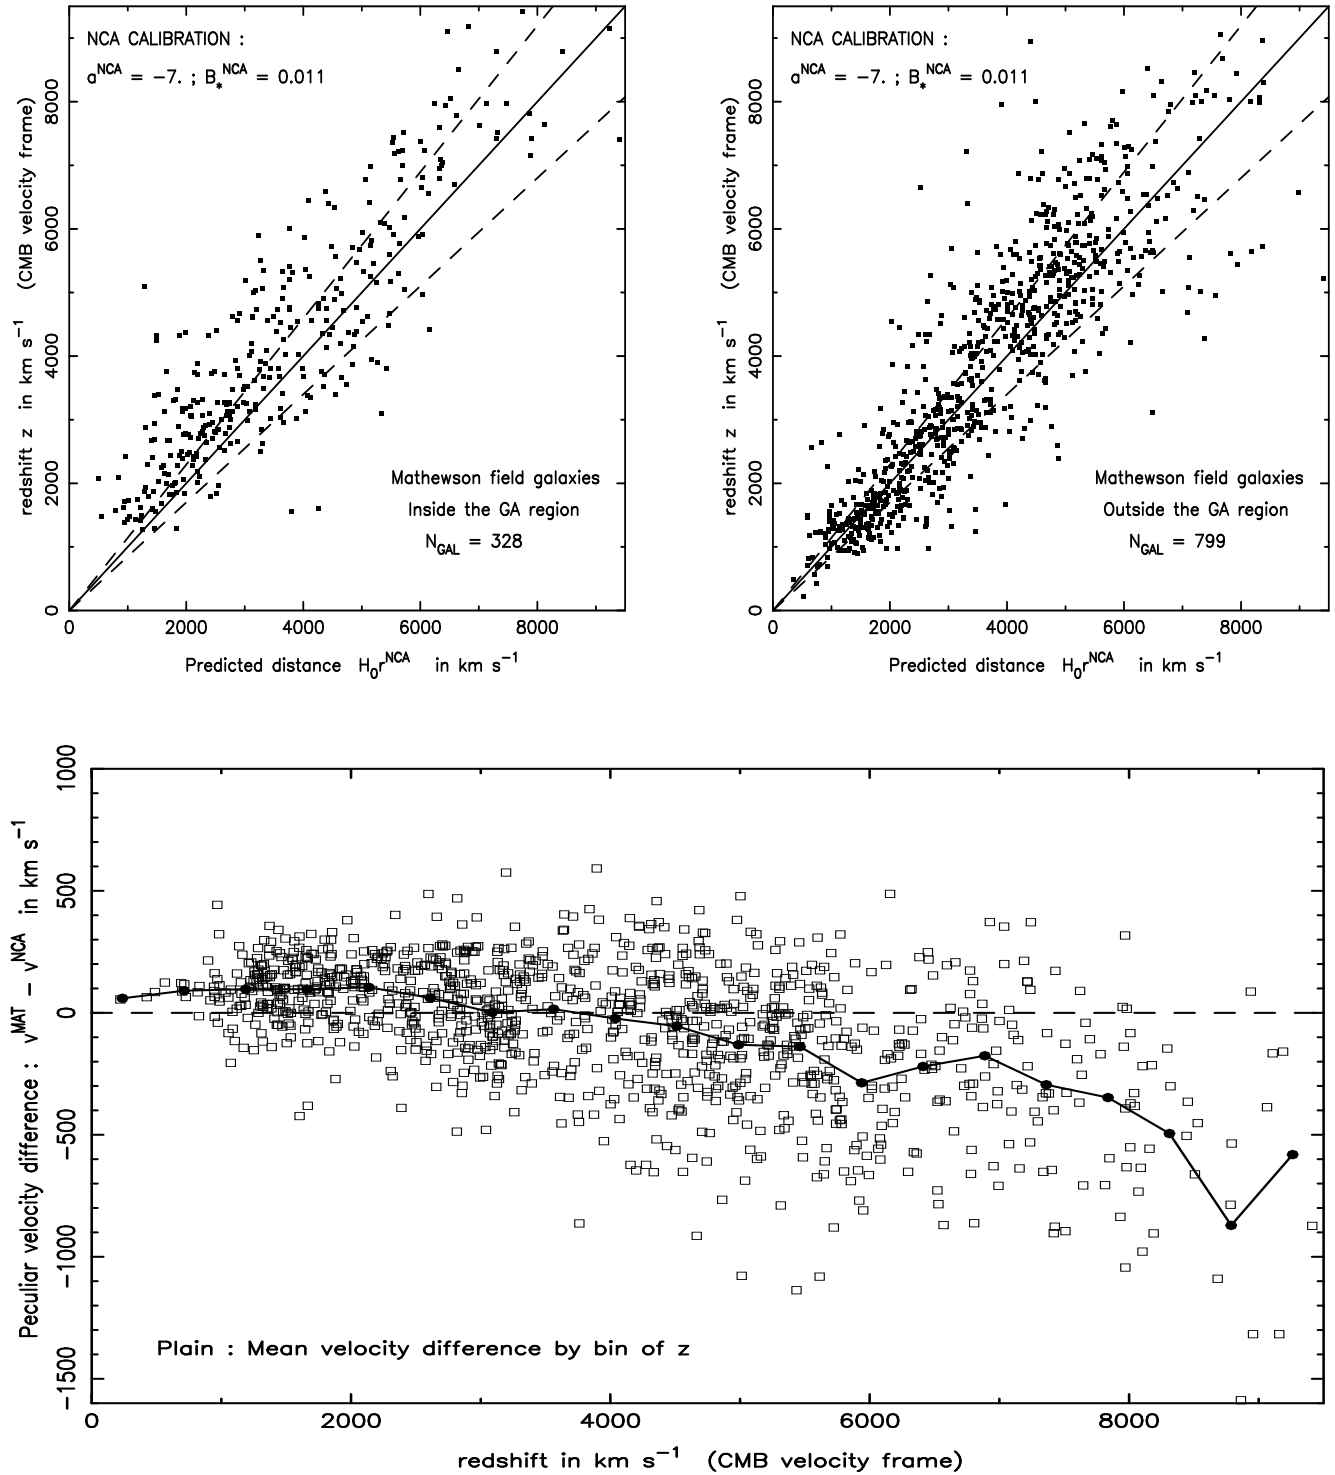 NCA CALIBRATION :
a^NCA = −7. ; B_*^NCA = 0.011
redshift z in km s⁻¹ (CMB velocity frame)
8000
6000
4000
2000
0
Mathewson field galaxies
Inside the GA region
N_GAL = 328
0 2000 4000 6000 8000
Predicted distance H₀r^NCA in km s⁻¹
NCA CALIBRATION :
a^NCA = −7. ; B_*^NCA = 0.011
redshift z in km s⁻¹ (CMB velocity frame)
8000
6000
4000
2000
0
Mathewson field galaxies
Outside the GA region
N_GAL = 799
0 2000 4000 6000 8000
Predicted distance H₀r^NCA in km s⁻¹
Peculiar velocity difference : v^MAT − v^NCA in km s⁻¹
1000
500
0
−500
−1000
−1500
Plain : Mean velocity difference by bin of z
0 2000 4000 6000 8000
redshift in km s⁻¹ (CMB velocity frame)